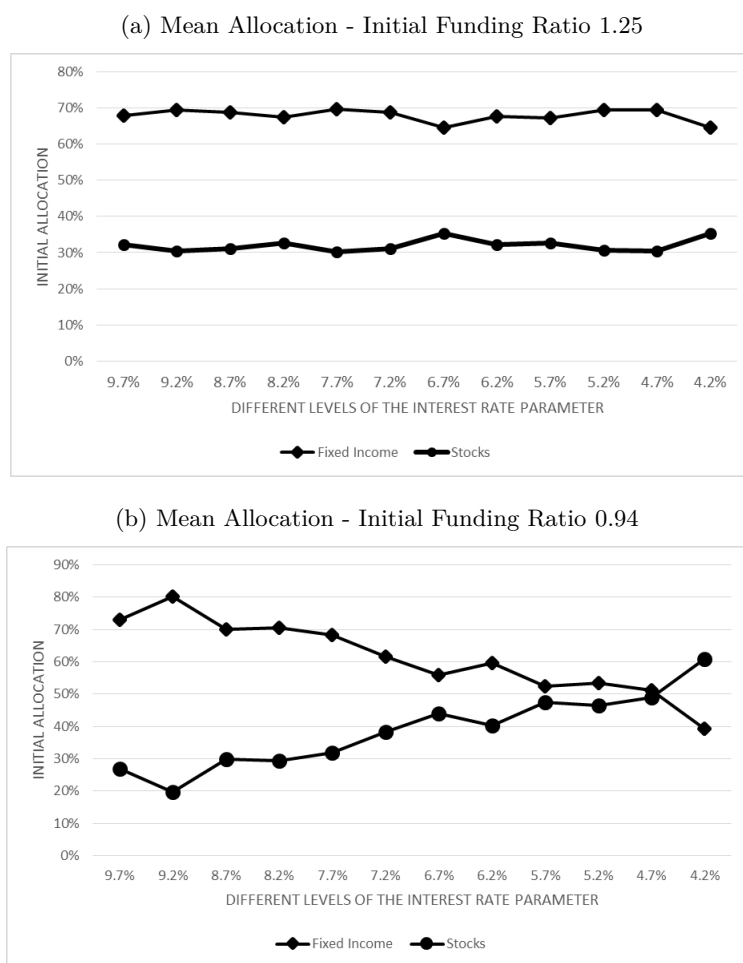 (a) Mean Allocation - Initial Funding Ratio 1.25
80%
70%
60%
50%
40%
30%
20%
10%
0%
INITIAL ALLOCATION
9.7% 9.2% 8.7% 8.2% 7.7% 7.2% 6.7% 6.2% 5.7% 5.2% 4.7% 4.2%
DIFFERENT LEVELS OF THE INTEREST RATE PARAMETER
Fixed Income Stocks
(b) Mean Allocation - Initial Funding Ratio 0.94
90%
80%
70%
60%
50%
40%
30%
20%
10%
0%
INITIAL ALLOCATION
9.7% 9.2% 8.7% 8.2% 7.7% 7.2% 6.7% 6.2% 5.7% 5.2% 4.7% 4.2%
DIFFERENT LEVELS OF THE INTEREST RATE PARAMETER
Fixed Income Stocks